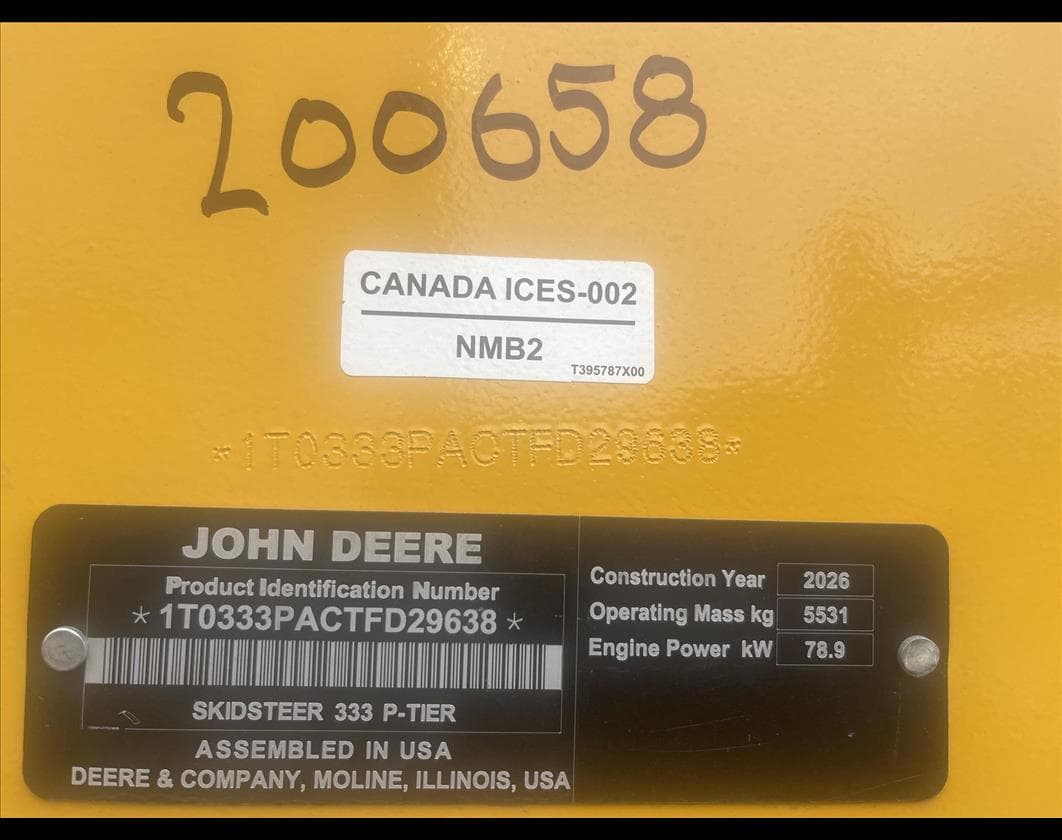 200658
CANADA ICES-002
NMB2
T395787X00
*1T0333PACTFD29638*
JOHN DEERE
Product Identification Number
* 1T0333PACTFD29638 *
SKIDSTEER 333 P-TIER
ASSEMBLED IN USA
DEERE & COMPANY, MOLINE, ILLINOIS, USA
Construction Year 2026
Operating Mass kg 5531
Engine Power kW 78.9